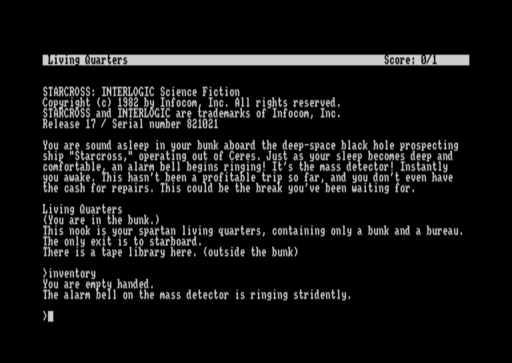 Living Quarters Score: 0/1
STARCROSS: INTERLOGIC Science Fiction
Copyright (c) 1982 by Infocom, Inc. All rights reserved.
STARCROSS and INTERLOGIC are trademarks of Infocom, Inc.
Release 17 / Serial number 821021
You are sound asleep in your bunk aboard the deep-space black hole prospecting
ship "Starcross," operating out of Ceres. Just as your sleep becomes deep and
comfortable, an alarm bell begins ringing! It's the mass detector! Instantly
you awake. This hasn't been a profitable trip so far, and you don't even have
the cash for repairs. This could be the break you've been waiting for.
Living Quarters
(You are in the bunk.)
This nook is your spartan living quarters, containing only a bunk and a bureau.
The only exit is to starboard.
There is a tape library here. (outside the bunk)
>inventory
You are empty handed.
The alarm bell on the mass detector is ringing stridently.
>